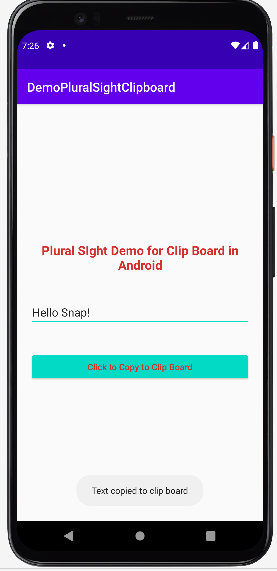 7:26
DemoPluralSightClipboard
Plural SIght Demo for Clip Board in
Android
Hello Snap!
Click to Copy to Clip Board
Text copied to clip board